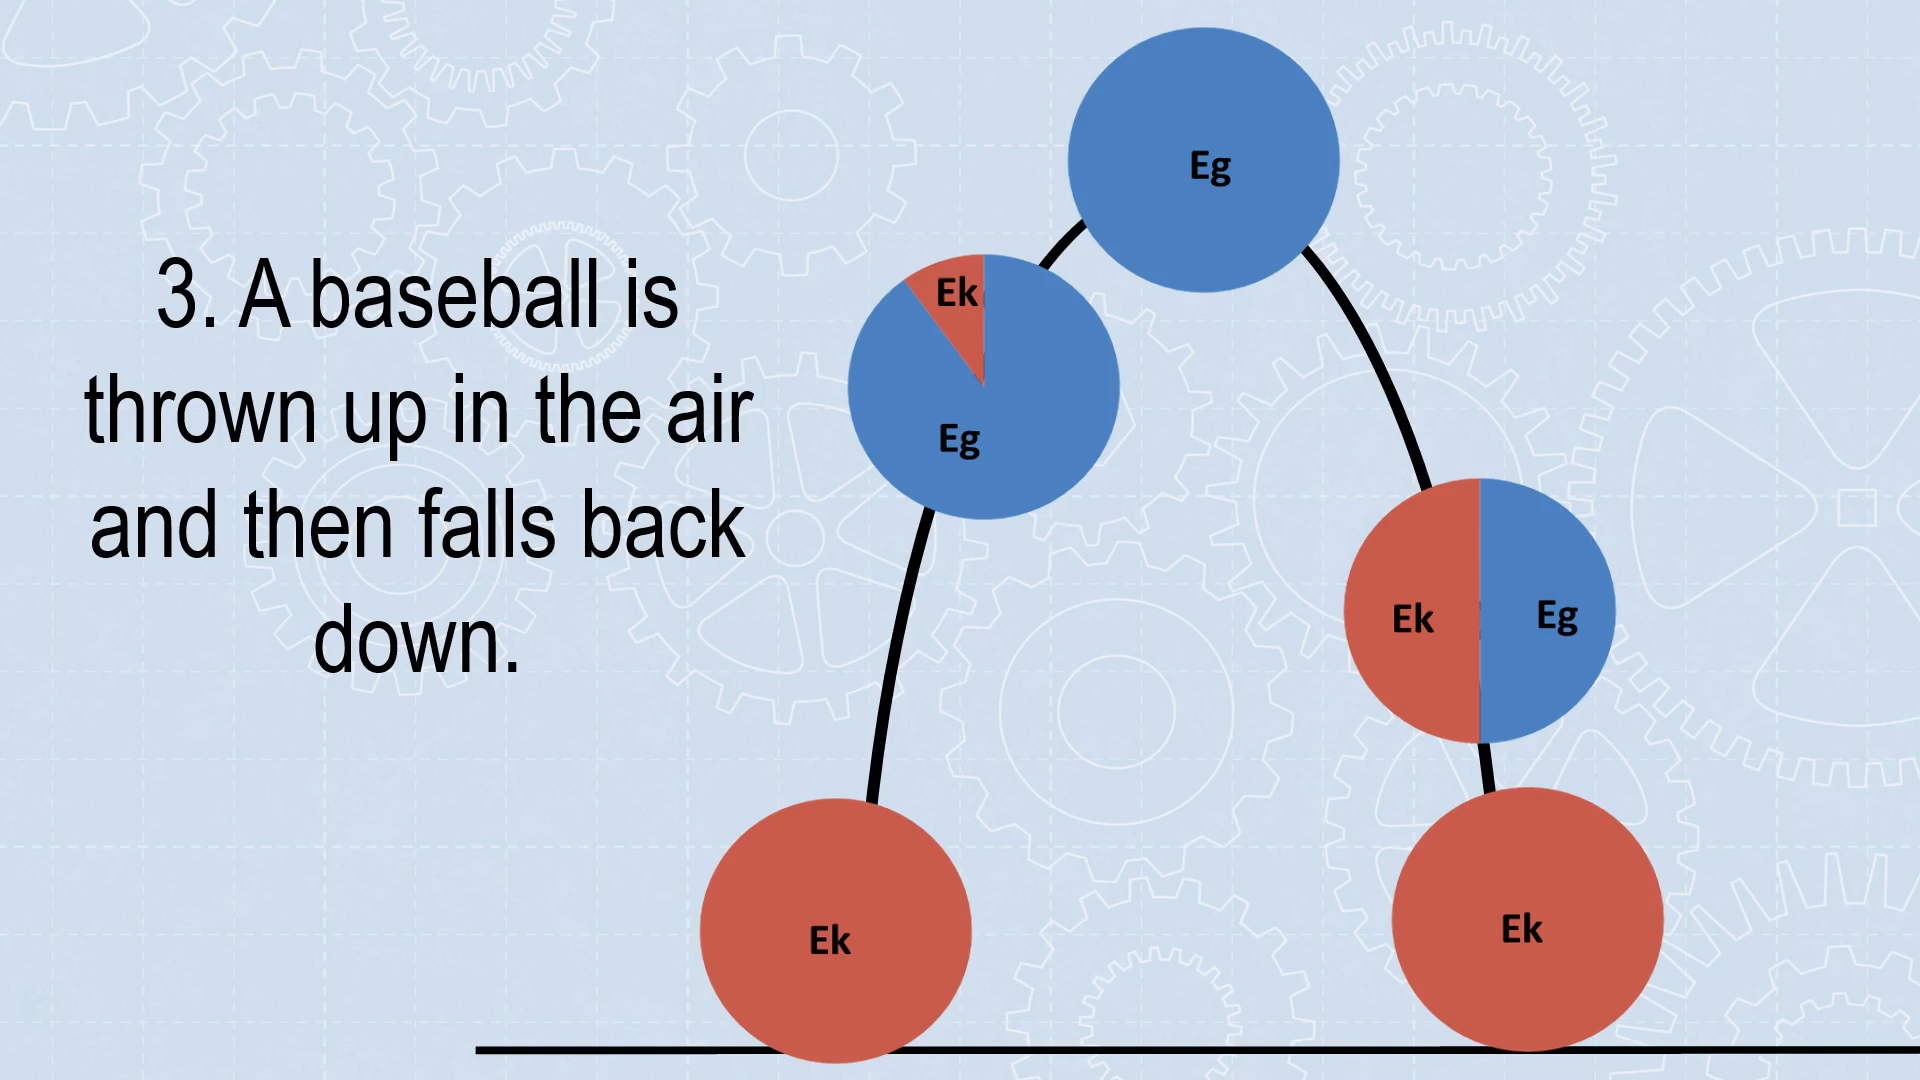 3. A baseball is
thrown up in the air
and then falls back
down.
Eg
Ek
Eg
Ek
Eg
Ek
Ek